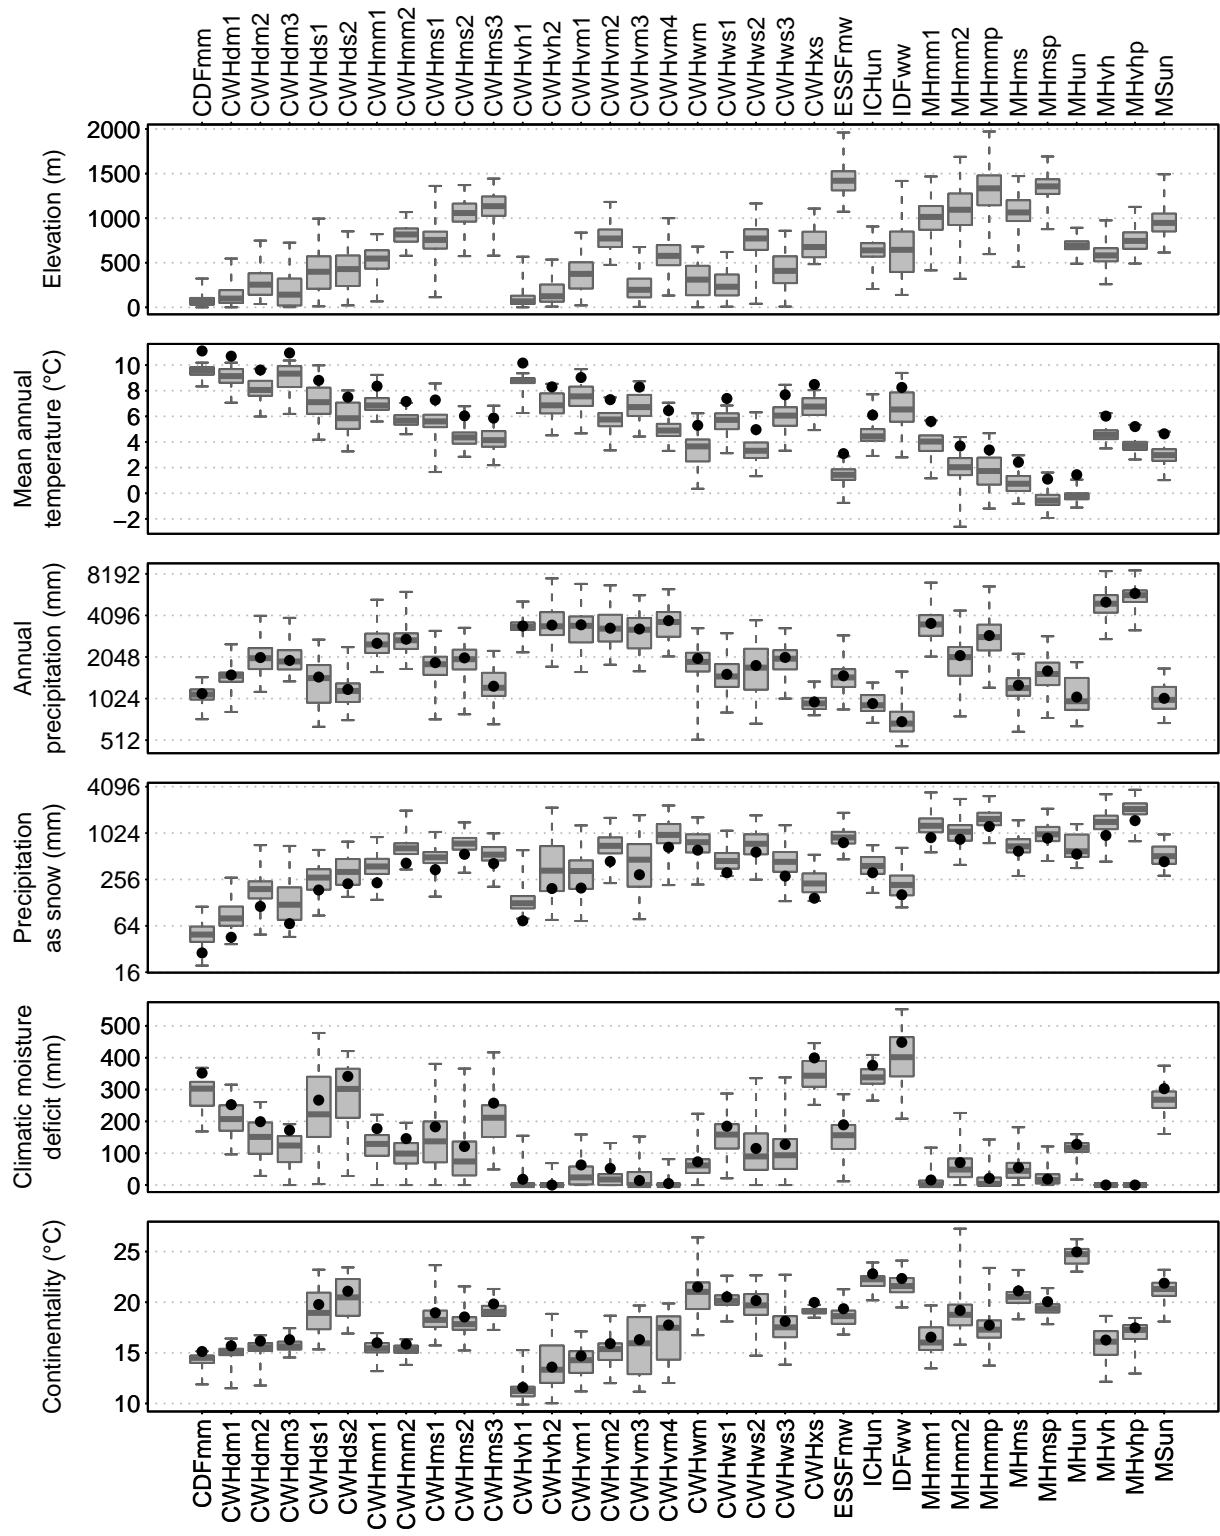 CDFmm CWHdm1 CWHdm2 CWHdm3 CWHds1 CWHds2 CWHmm1 CWHmm2 CWHms1 CWHms2 CWHms3 CWHvh1 CWHvh2 CWHvm1 CWHvm2 CWHvm3 CWHvm4 CWHwm CWHws1 CWHws2 CWHws3 CWHxs ESSFmw ICHun IDFww MHmm1 MHmm2 MHmmp MHms MHmsp MHun MHvh MHvhp MSun
Elevation (m)
2000
1500
1000
500
0
Mean annual
temperature (°C)
10
8
6
4
2
0
−2
Annual
precipitation (mm)
8192
4096
2048
1024
512
Precipitation
as snow (mm)
4096
1024
256
64
16
Climatic moisture
deficit (mm)
500
400
300
200
100
0
Continentality (°C)
25
20
15
10
CDFmm CWHdm1 CWHdm2 CWHdm3 CWHds1 CWHds2 CWHmm1 CWHmm2 CWHms1 CWHms2 CWHms3 CWHvh1 CWHvh2 CWHvm1 CWHvm2 CWHvm3 CWHvm4 CWHwm CWHws1 CWHws2 CWHws3 CWHxs ESSFmw ICHun IDFww MHmm1 MHmm2 MHmmp MHms MHmsp MHun MHvh MHvhp MSun